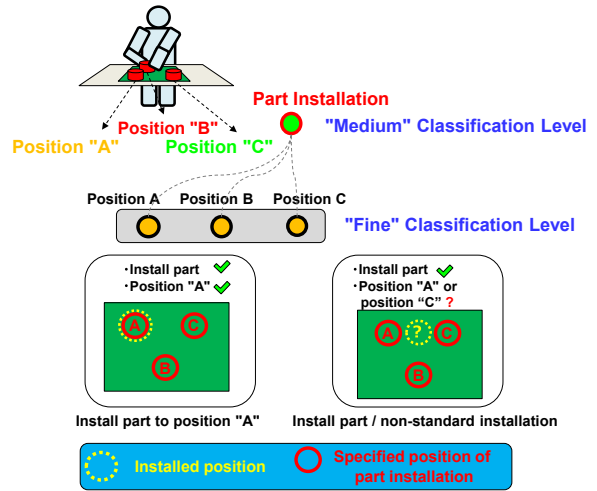 Part Installation
Position "B"
"Medium" Classification Level
Position "A"
Position "C"
Position A
Position B
Position C
"Fine" Classification Level
·Install part
·Position "A"
A
C
B
·Install part
·Position "A" or
position “C” ?
A
?
C
B
Install part to position "A"
Install part / non-standard installation
Installed position
Specified position of
part installation